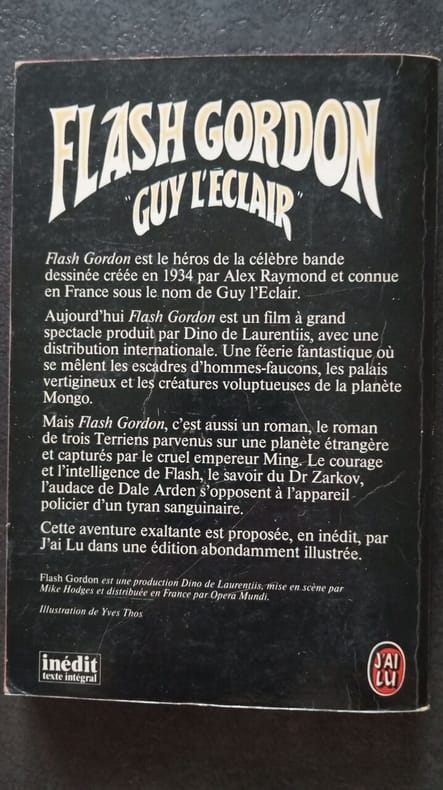 FLASH GORDON
"GUY L'ÉCLAIR"
Flash Gordon est le héros de la célèbre bande
dessinée créée en 1934 par Alex Raymond et connue
en France sous le nom de Guy l'Eclair.
Aujourd'hui Flash Gordon est un film à grand
spectacle produit par Dino de Laurentiis, avec une
distribution internationale. Une féerie fantastique où
se mêlent les escadres d'hommes-faucons, les palais
vertigineux et les créatures voluptueuses de la planète
Mongo.
Mais Flash Gordon, c'est aussi un roman, le roman
de trois Terriens parvenus sur une planète étrangère
et capturés par le cruel empereur Ming. Le courage
et l'intelligence de Flash, le savoir du Dr Zarkov,
l'audace de Dale Arden s'opposent à l'appareil
policier d'un tyran sanguinaire.
Cette aventure exaltante est proposée, en inédit, par
J'ai Lu dans une édition abondamment illustrée.
Flash Gordon est une production Dino de Laurentiis, mise en scène par
Mike Hodges et distribuée en France par Opera Mundi.
Illustration de Yves Thos
inédit
texte intégral
J'AI
LU